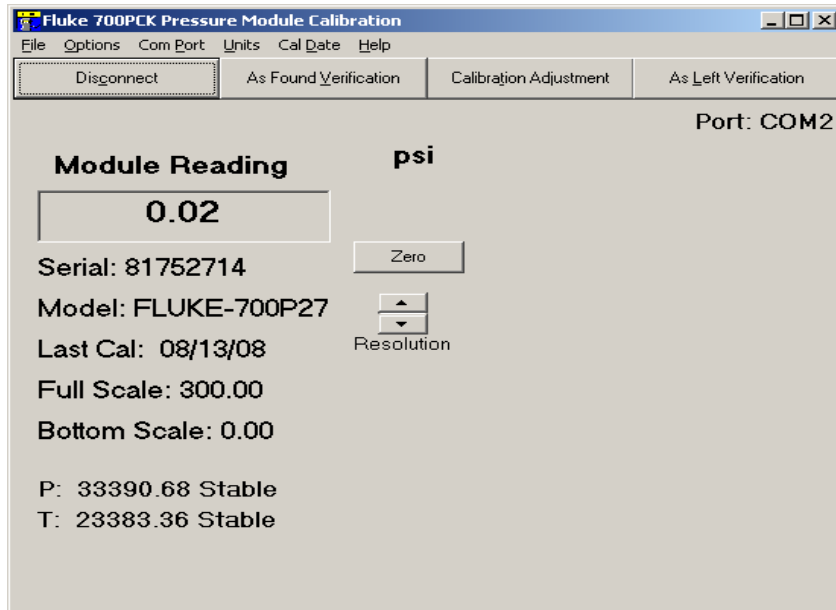 Fluke 700PCK Pressure Module Calibration
File Options Com Port Units Cal Date Help
Disconnect As Found Verification Calibration Adjustment As Left Verification
Port: COM2
Module Reading psi
0.02
Zero
Serial: 81752714
Model: FLUKE-700P27
Resolution
Last Cal: 08/13/08
Full Scale: 300.00
Bottom Scale: 0.00
P: 33390.68 Stable
T: 23383.36 Stable